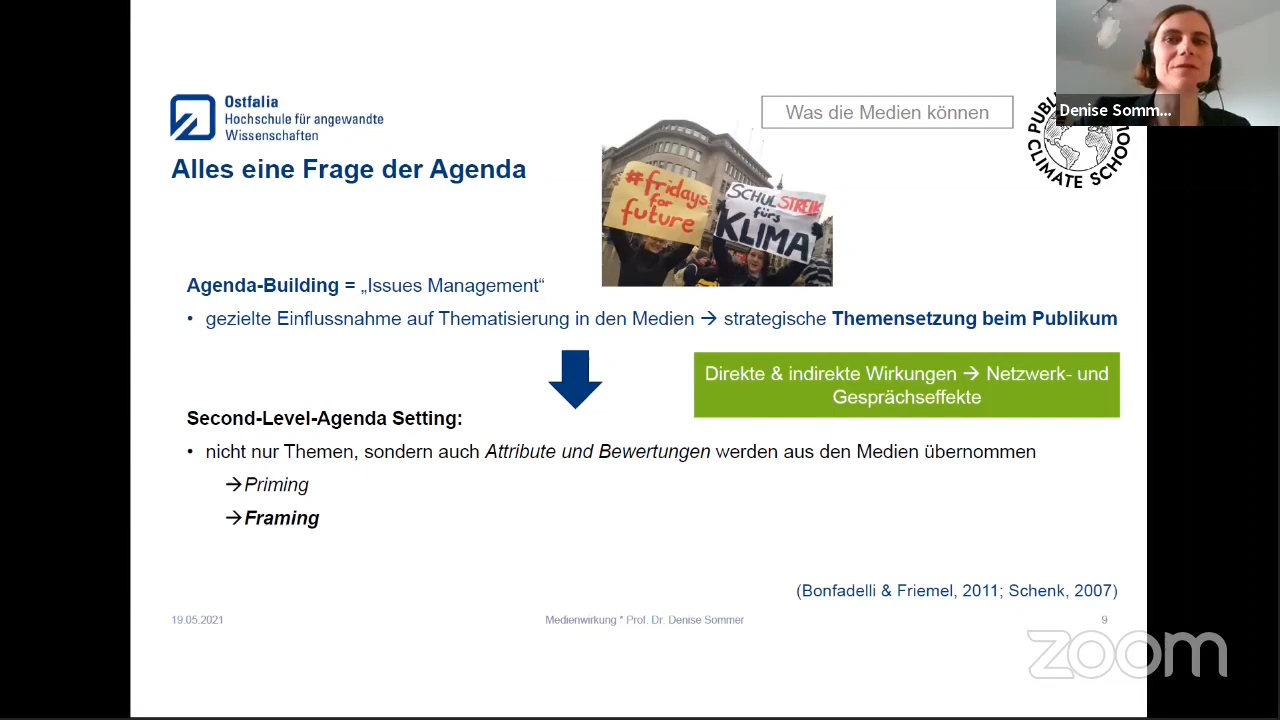 Ostfalia
Hochschule für angewandte
Wissenschaften
Was die Medien können
Denise Somm...
PUBLI
CLIMATE SCHOO
Alles eine Frage der Agenda
#fridays
for
future
SCHULSTREIK
fürs
KLIMA
Agenda-Building = „Issues Management“
• gezielte Einflussnahme auf Thematisierung in den Medien → strategische Themensetzung beim Publikum
Direkte & indirekte Wirkungen → Netzwerk- und
Gesprächseffekte
Second-Level-Agenda Setting:
• nicht nur Themen, sondern auch Attribute und Bewertungen werden aus den Medien übernommen
→Priming
→Framing
(Bonfadelli & Friemel, 2011; Schenk, 2007)
19.05.2021
Medienwirkung * Prof. Dr. Denise Sommer
9
zoom